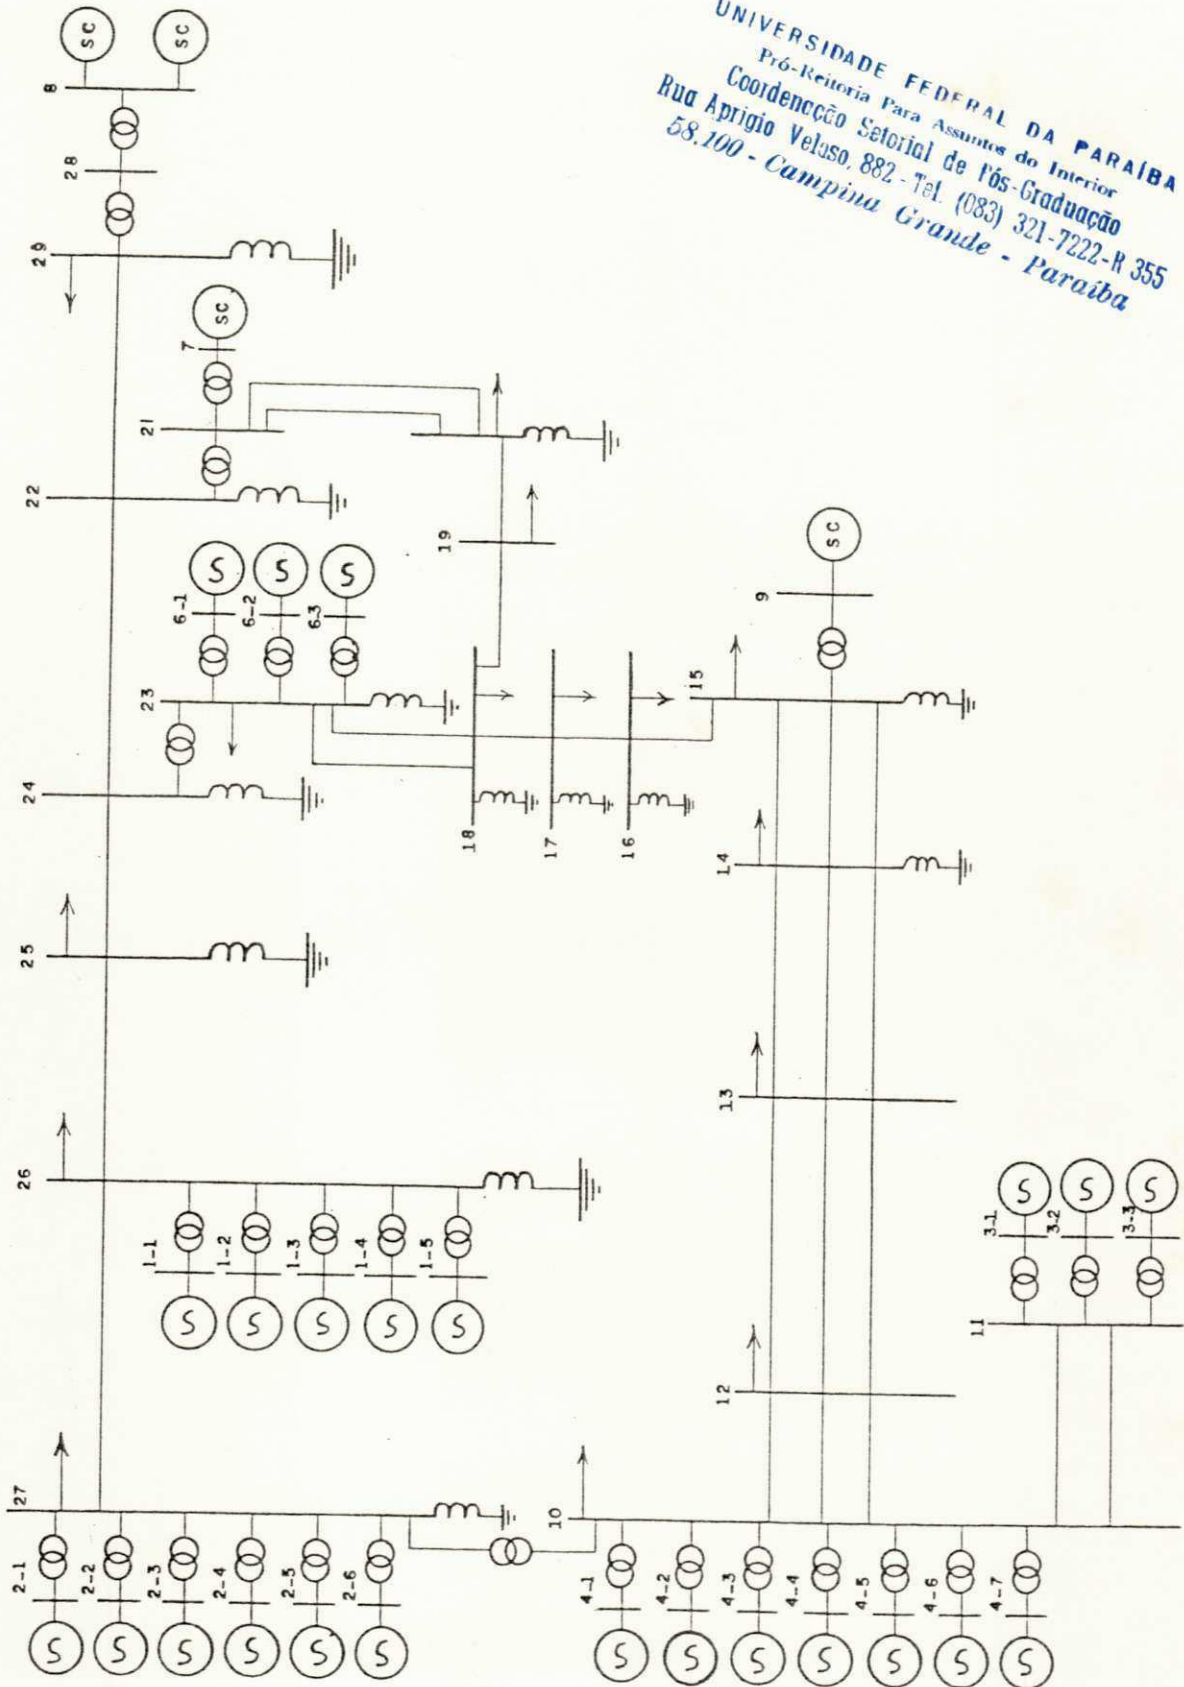 UNIVERSIDADE FEDERAL DA PARAÍBA
Pró-Reitoria Para Assuntos do Interior
Coordenação Setorial de Pós-Graduação
Rua Aprigio Veloso, 882 - Tel. (083) 321-7222-R 355
58.100 - Campina Grande - Paraíba
8
SC
SC
28
29
7
SC
21
22
19
6-1
S
6-2
S
6-3
S
23
24
18
17
16
15
9
SC
14
25
13
26
1-1
S
1-2
S
1-3
S
1-4
S
1-5
S
3-1
S
3-2
S
3-3
S
11
12
27
10
2-1
S
2-2
S
2-3
S
2-4
S
2-5
S
2-6
S
4-1
S
4-2
S
4-3
S
4-4
S
4-5
S
4-6
S
4-7
S